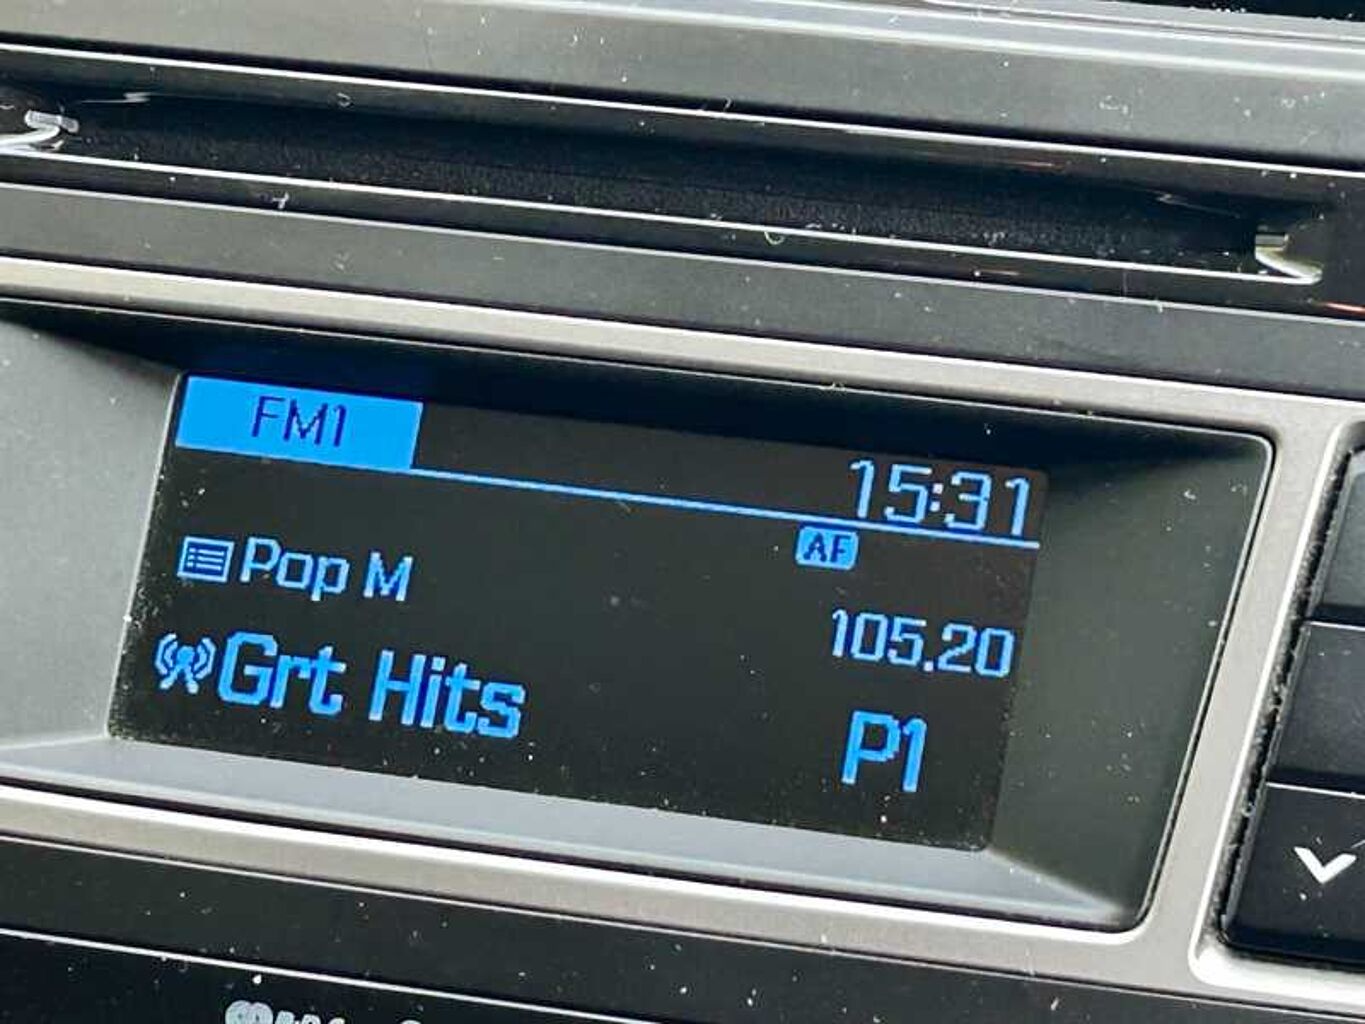 FM1
15:31
AF
Pop M
105.20
Grt Hits
P1